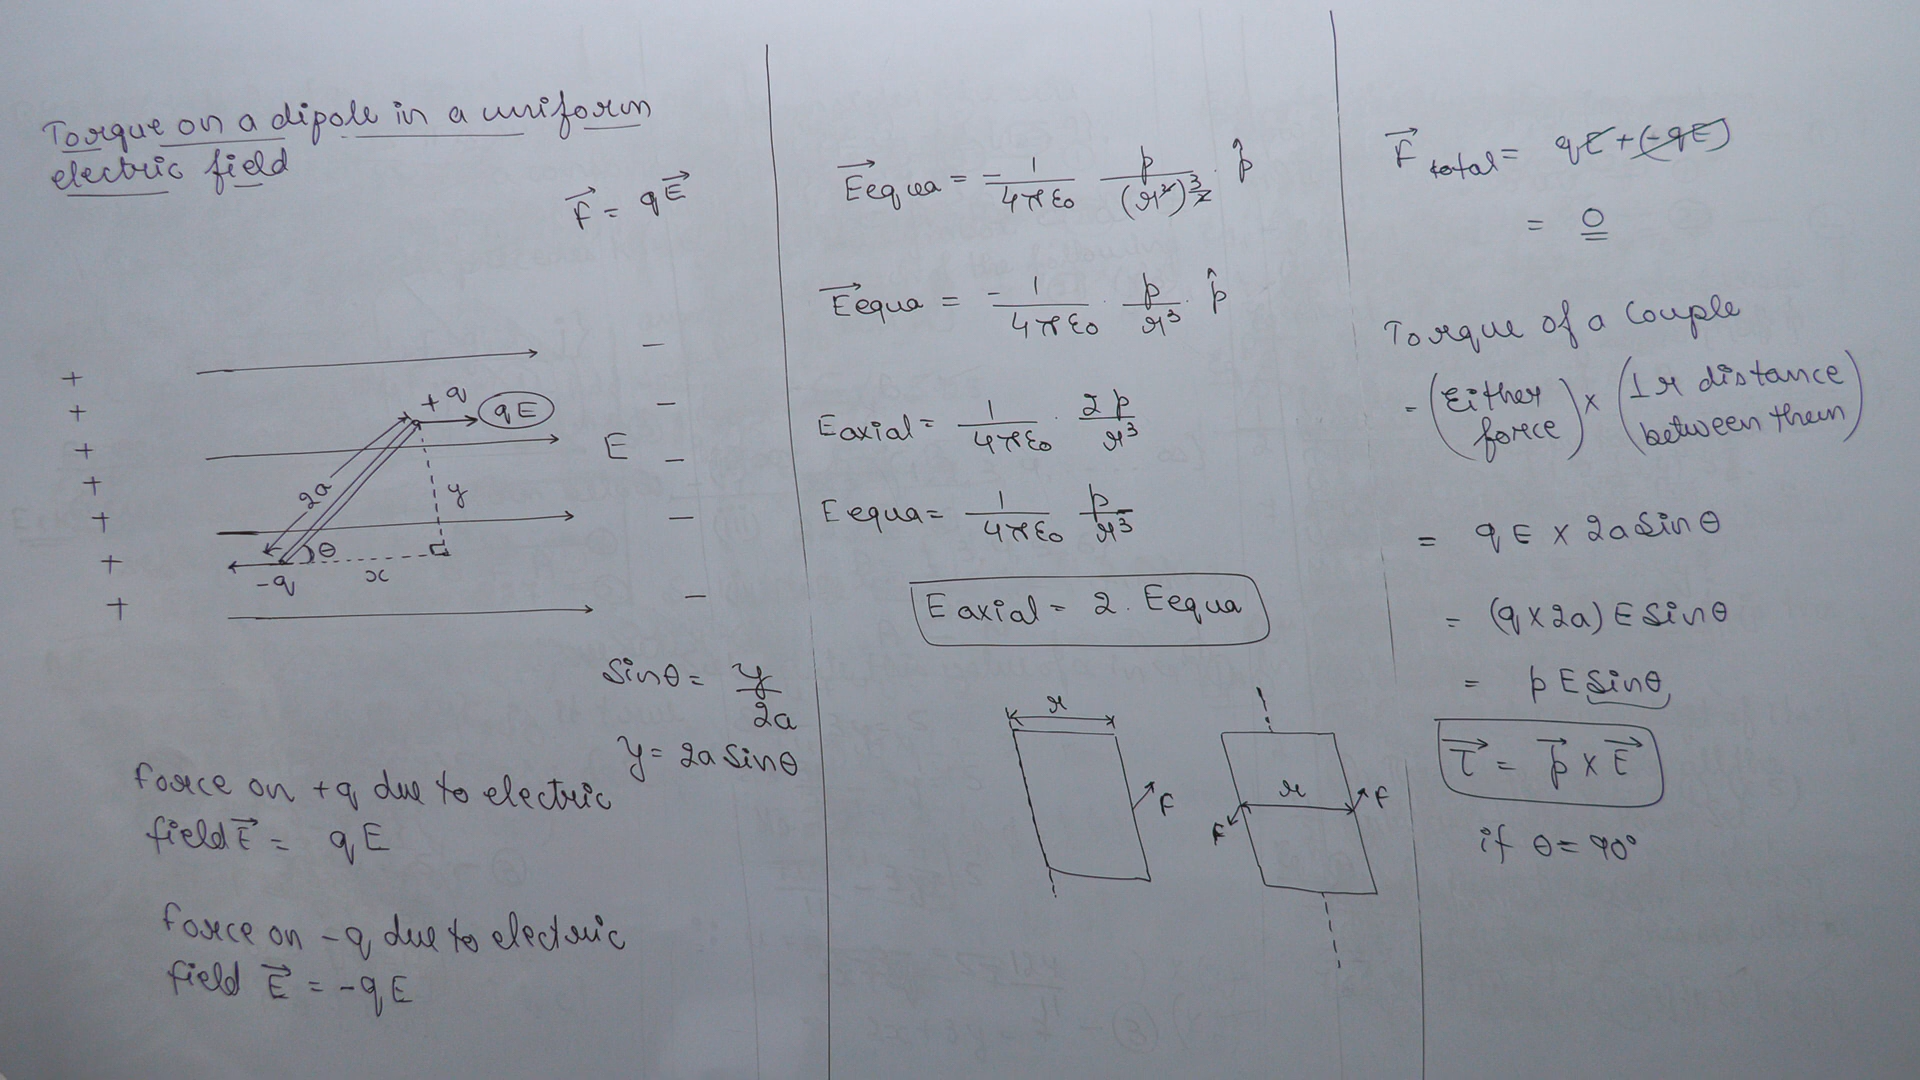 Torque on a dipole in a uniform
electric field
F⃗ = qE⃗
+
+
+
+
+
+
+
-
-
-
-
-
E
+q
qE
2a
y
θ
-q
x
Sinθ = y/2a
y = 2a Sinθ
Force on +q due to electric
field E⃗ = qE
Force on -q due to electric
field E⃗ = -qE
E⃗equa = -1/4πε₀ p/(r²)^3/2 · p̂
E⃗equa = -1/4πε₀ · p/r³ · p̂
Eaxial = 1/4πε₀ · 2p/r³
Eequa = 1/4πε₀ p/r³
Eaxial = 2. Eequa
r
F
r
F
F
F⃗total = qE + (-qE)
= 0
Torque of a Couple
= (Either force) × (⊥r distance between them)
= qE × 2a Sinθ
= (q × 2a) E Sinθ
= pE Sinθ
τ⃗ = p⃗ × E⃗
if θ = 90°